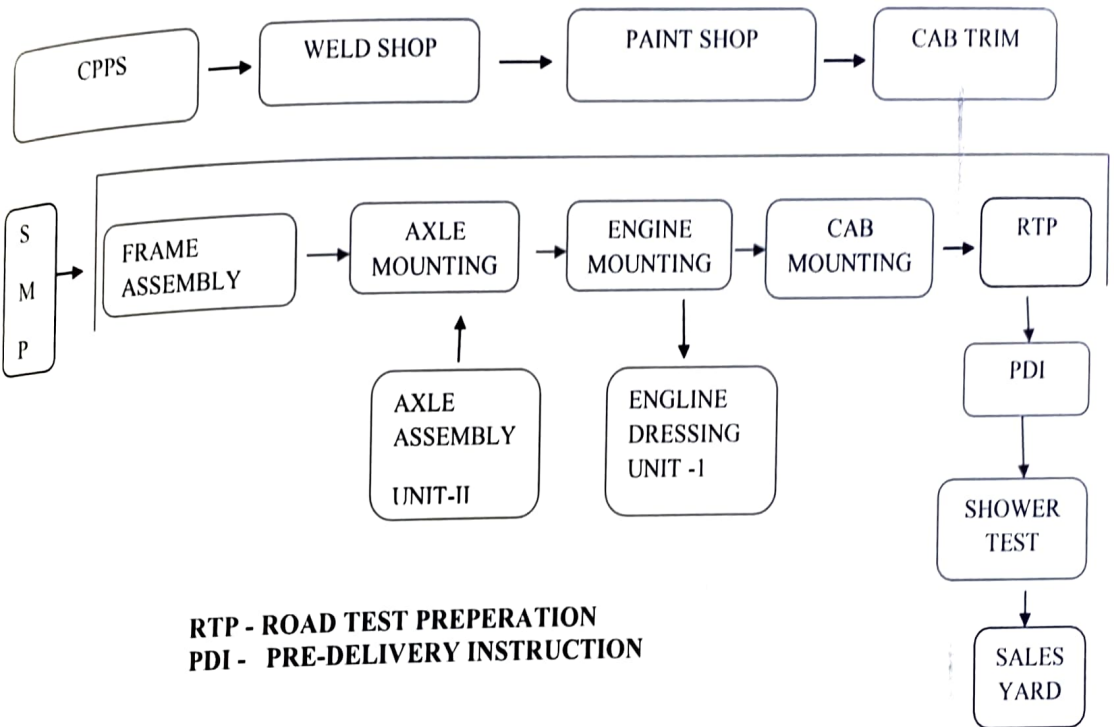 CPPS
WELD SHOP
PAINT SHOP
CAB TRIM
S
M
P
FRAME
ASSEMBLY
AXLE
MOUNTING
ENGINE
MOUNTING
CAB
MOUNTING
RTP
AXLE
ASSEMBLY
UNIT-II
ENGLINE
DRESSING
UNIT -1
PDI
SHOWER
TEST
SALES
YARD
RTP - ROAD TEST PREPERATION
PDI - PRE-DELIVERY INSTRUCTION